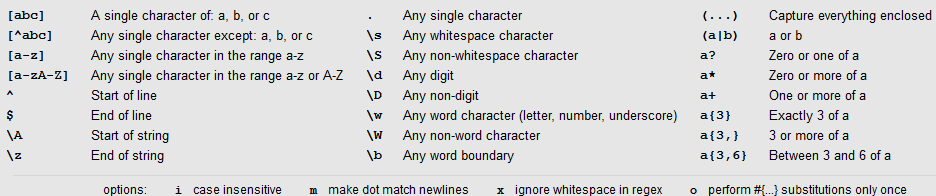 [abc] A single character of: a, b, or c . Any single character (...) Capture everything enclosed
[^abc] Any single character except: a, b, or c \s Any whitespace character (a|b) a or b
[a-z] Any single character in the range a-z \S Any non-whitespace character a? Zero or one of a
[a-zA-Z] Any single character in the range a-z or A-Z \d Any digit a* Zero or more of a
^ Start of line \D Any non-digit a+ One or more of a
$ End of line \w Any word character (letter, number, underscore) a{3} Exactly 3 of a
\A Start of string \W Any non-word character a{3,} 3 or more of a
\z End of string \b Any word boundary a{3,6} Between 3 and 6 of a
options: i case insensitive m make dot match newlines x ignore whitespace in regex o perform #{...} substitutions only once